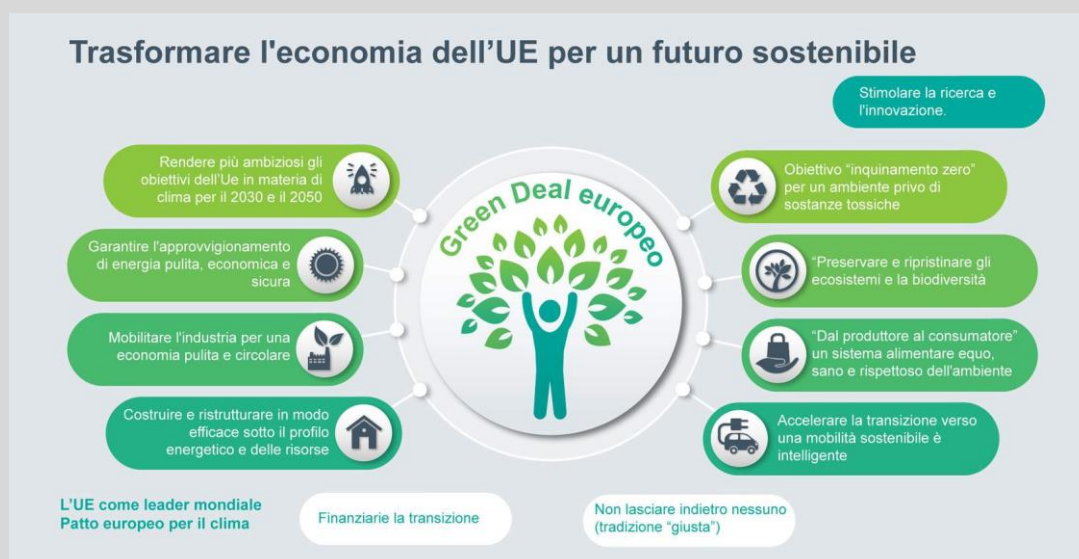 Trasformare l'economia dell'UE per un futuro sostenibile
Stimolare la ricerca e
l'innovazione.
Rendere più ambiziosi gli
obiettivi dell'Ue in materia di
clima per il 2030 e il 2050
Garantire l'approvvigionamento
di energia pulita, economica e
sicura
Mobilitare l'industria per una
economia pulita e circolare
Costruire e ristrutturare in modo
efficace sotto il profilo
energetico e delle risorse
Green Deal europeo
Obiettivo "inquinamento zero"
per un ambiente privo di
sostanze tossiche
"Preservare e ripristinare gli
ecosistemi e la biodiversità
"Dal produttore al consumatore"
un sistema alimentare equo,
sano e rispettoso dell'ambiente
Accelerare la transizione verso
una mobilità sostenibile è
intelligente
L'UE come leader mondiale
Patto europeo per il clima
Finanziarie la transizione
Non lasciare indietro nessuno
(tradizione "giusta")